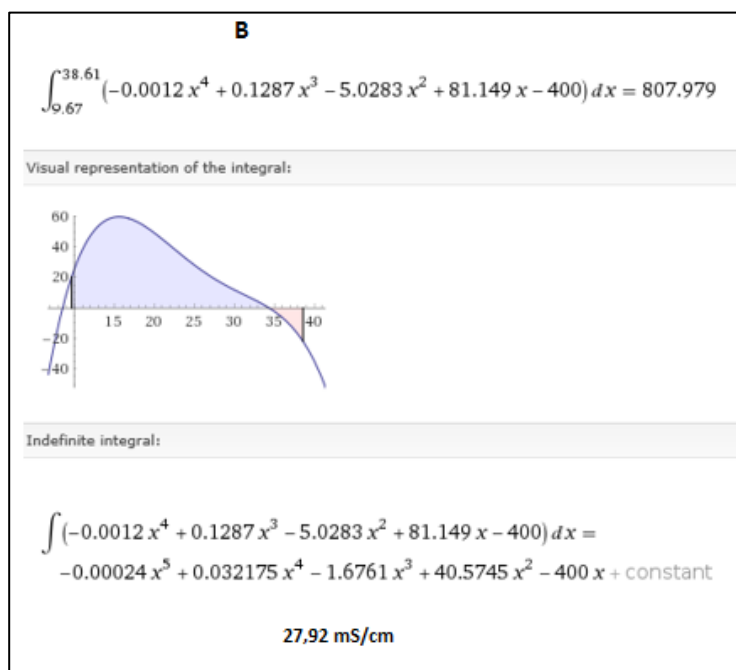 B
∫_{9.67}^{38.61} (-0.0012 x⁴ + 0.1287 x³ − 5.0283 x² + 81.149 x − 400) dx = 807.979
Visual representation of the integral:
60
40
20
15 20 25 30 35 40
−20
−40
Indefinite integral:
∫(-0.0012 x⁴ + 0.1287 x³ − 5.0283 x² + 81.149 x − 400) dx =
-0.00024 x⁵ + 0.032175 x⁴ − 1.6761 x³ + 40.5745 x² − 400 x + constant
27,92 mS/cm